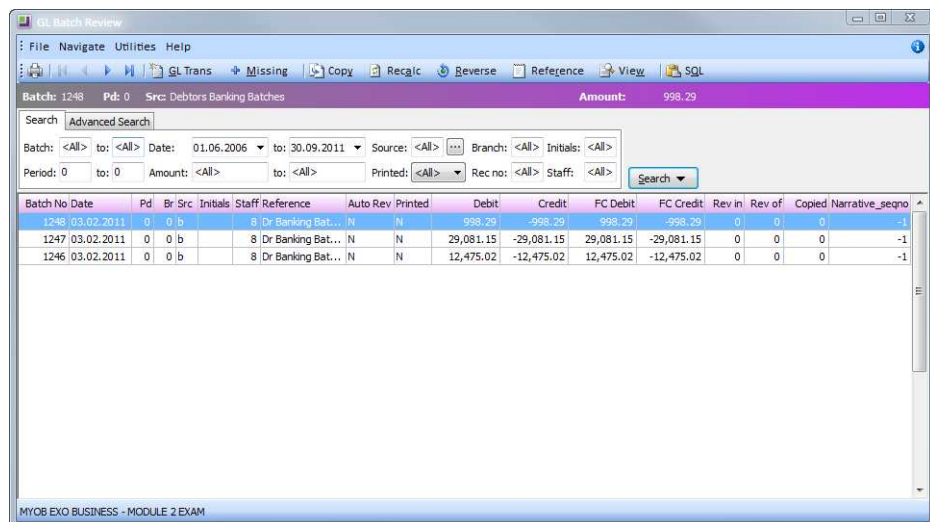 GL Batch Review
File Navigate Utilities Help
GL Trans Missing Copy Recalc Reverse Reference View SQL
Batch: 1248 Pd: 0 Src: Debtors Banking Batches Amount: 998.29
Search Advanced Search
Batch: <All> to: <All> Date: 01.06.2006 to: 30.09.2011 Source: <All> ... Branch: <All> Initials: <All>
Period: 0 to: 0 Amount: <All> to: <All> Printed: <All> Rec no: <All> Staff: <All> Search
Batch No Date Pd Br Src Initials Staff Reference Auto Rev Printed Debit Credit FC Debit FC Credit Rev in Rev of Copied Narrative_seqno
1248 03.02.2011 0 0 b 8 Dr Banking Bat... N N 998.29 -998.29 998.29 -998.29 0 0 0 -1
1247 03.02.2011 0 0 b 8 Dr Banking Bat... N N 29,081.15 -29,081.15 29,081.15 -29,081.15 0 0 0 -1
1246 03.02.2011 0 0 b 8 Dr Banking Bat... N N 12,475.02 -12,475.02 12,475.02 -12,475.02 0 0 0 -1
MYOB EXO BUSINESS - MODULE 2 EXAM